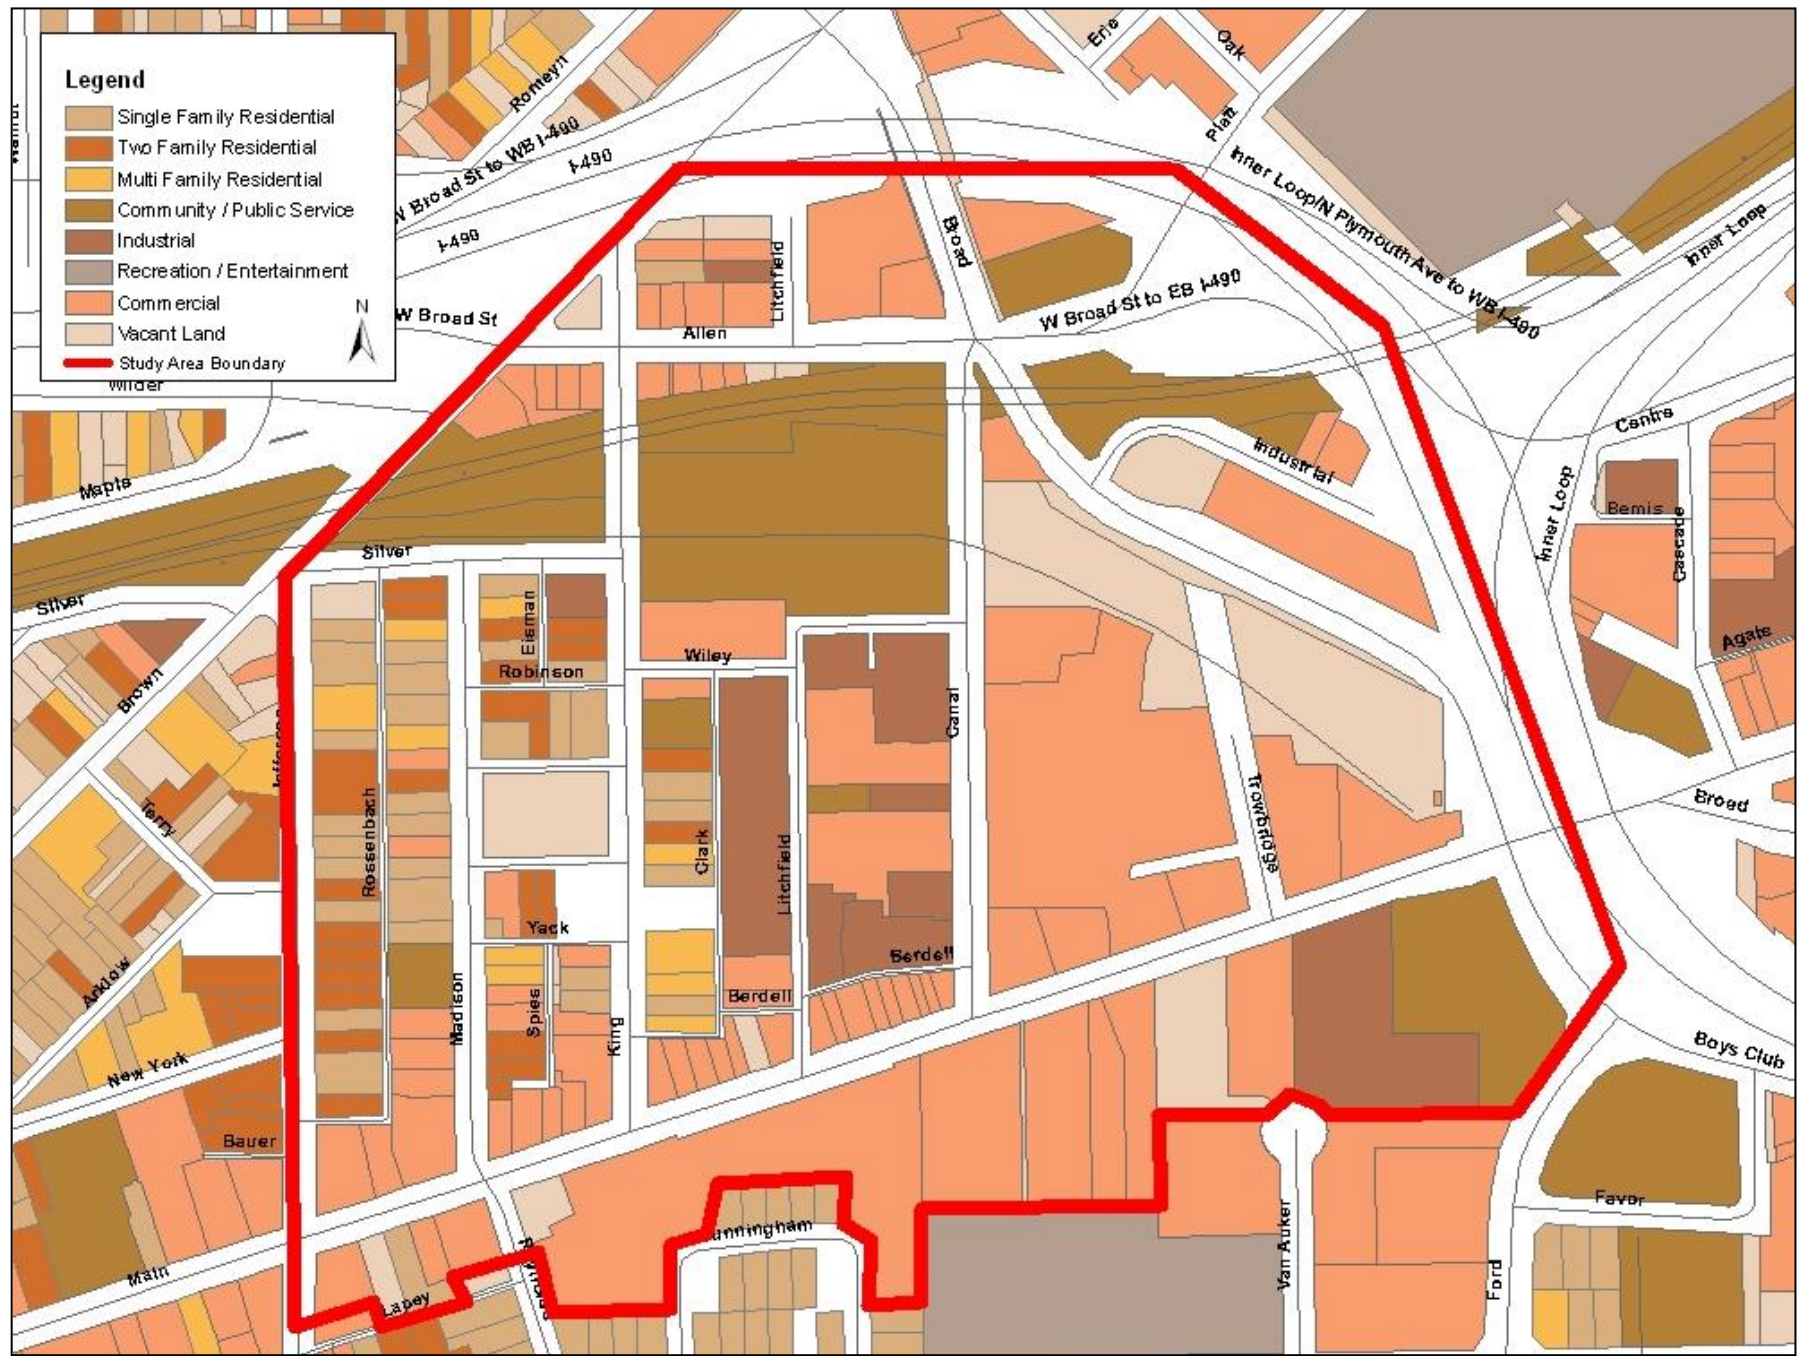 Legend
Single Family Residential
Two Family Residential
Multi Family Residential
Community / Public Service
Industrial
Recreation / Entertainment
Commercial
Vacant Land
Study Area Boundary
N
Romeyn
Erie
Oak
Platt
W Broad St to WB I-490
I-490
I-490
Inner Loop/N Plymouth Ave to WB I-490
Inner Loop
Broad
Litchfield
W Broad St to EB I-490
W Broad St
Allen
Wilder
Centre
Industrial
Maple
Inner Loop
Bemis
Cascade
Silver
Silver
Eisman
Agate
Wiley
Robinson
Brown
Canal
Jefferson
Terry
Rossenbach
Clark
Litchfield
Trowbridge
Broad
Yack
Berdell
Arklow
Berdell
Madison
Spies
King
New York
Boys Club
Bauer
Favor
unningham
Main
Van Auker
Ford
Lapey